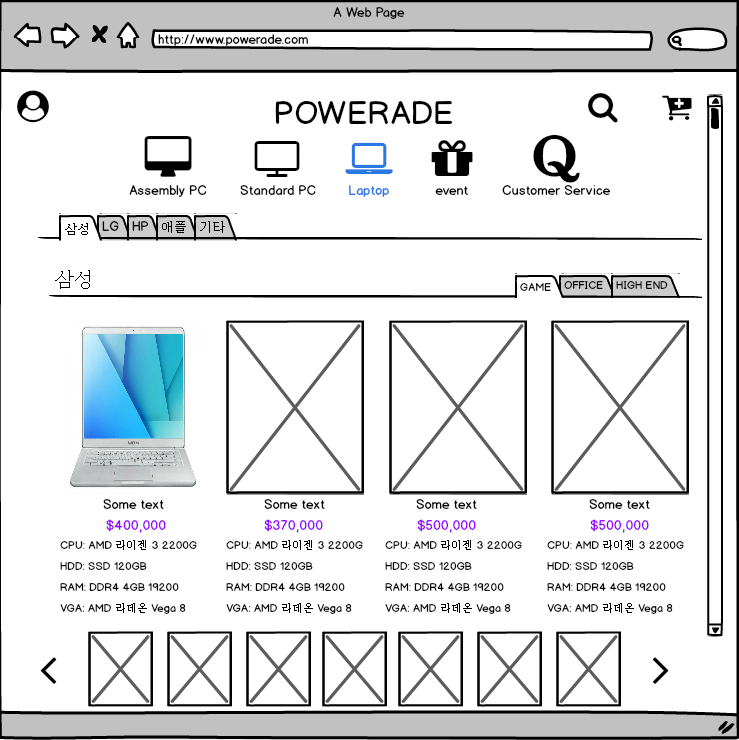 A Web Page
http://www.powerade.com
POWERADE
Assembly PC Standard PC Laptop event Customer Service
삼성 LG HP 애플 기타
삼성
GAME OFFICE HIGH END
Some text Some text Some text Some text
$400,000 $370,000 $500,000 $500,000
CPU: AMD 라이젠 3 2200G CPU: AMD 라이젠 3 2200G CPU: AMD 라이젠 3 2200G CPU: AMD 라이젠 3 2200G
HDD: SSD 120GB HDD: SSD 120GB HDD: SSD 120GB HDD: SSD 120GB
RAM: DDR4 4GB 19200 RAM: DDR4 4GB 19200 RAM: DDR4 4GB 19200 RAM: DDR4 4GB 19200
VGA: AMD 라데온 Vega 8 VGA: AMD 라데온 Vega 8 VGA: AMD 라데온 Vega 8 VGA: AMD 라데온 Vega 8